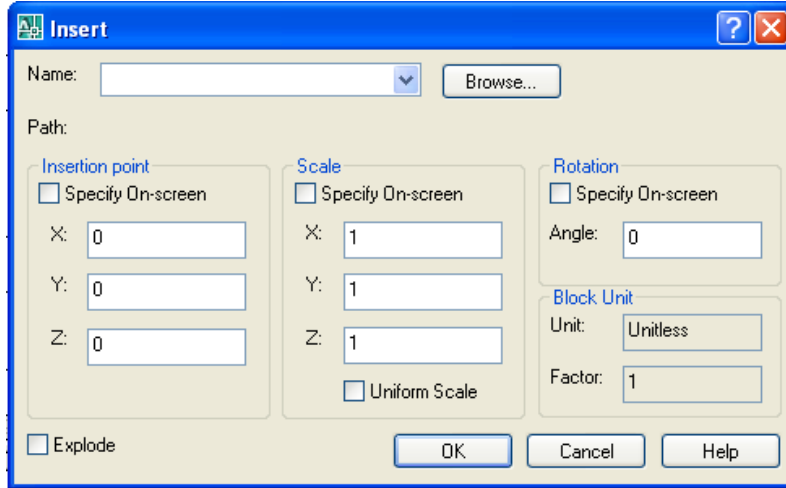 Insert
Name:
Browse...
Path:
Insertion point
Specify On-screen
X: 0
Y: 0
Z: 0
Scale
Specify On-screen
X: 1
Y: 1
Z: 1
Uniform Scale
Rotation
Specify On-screen
Angle: 0
Block Unit
Unit: Unitless
Factor: 1
Explode
OK
Cancel
Help